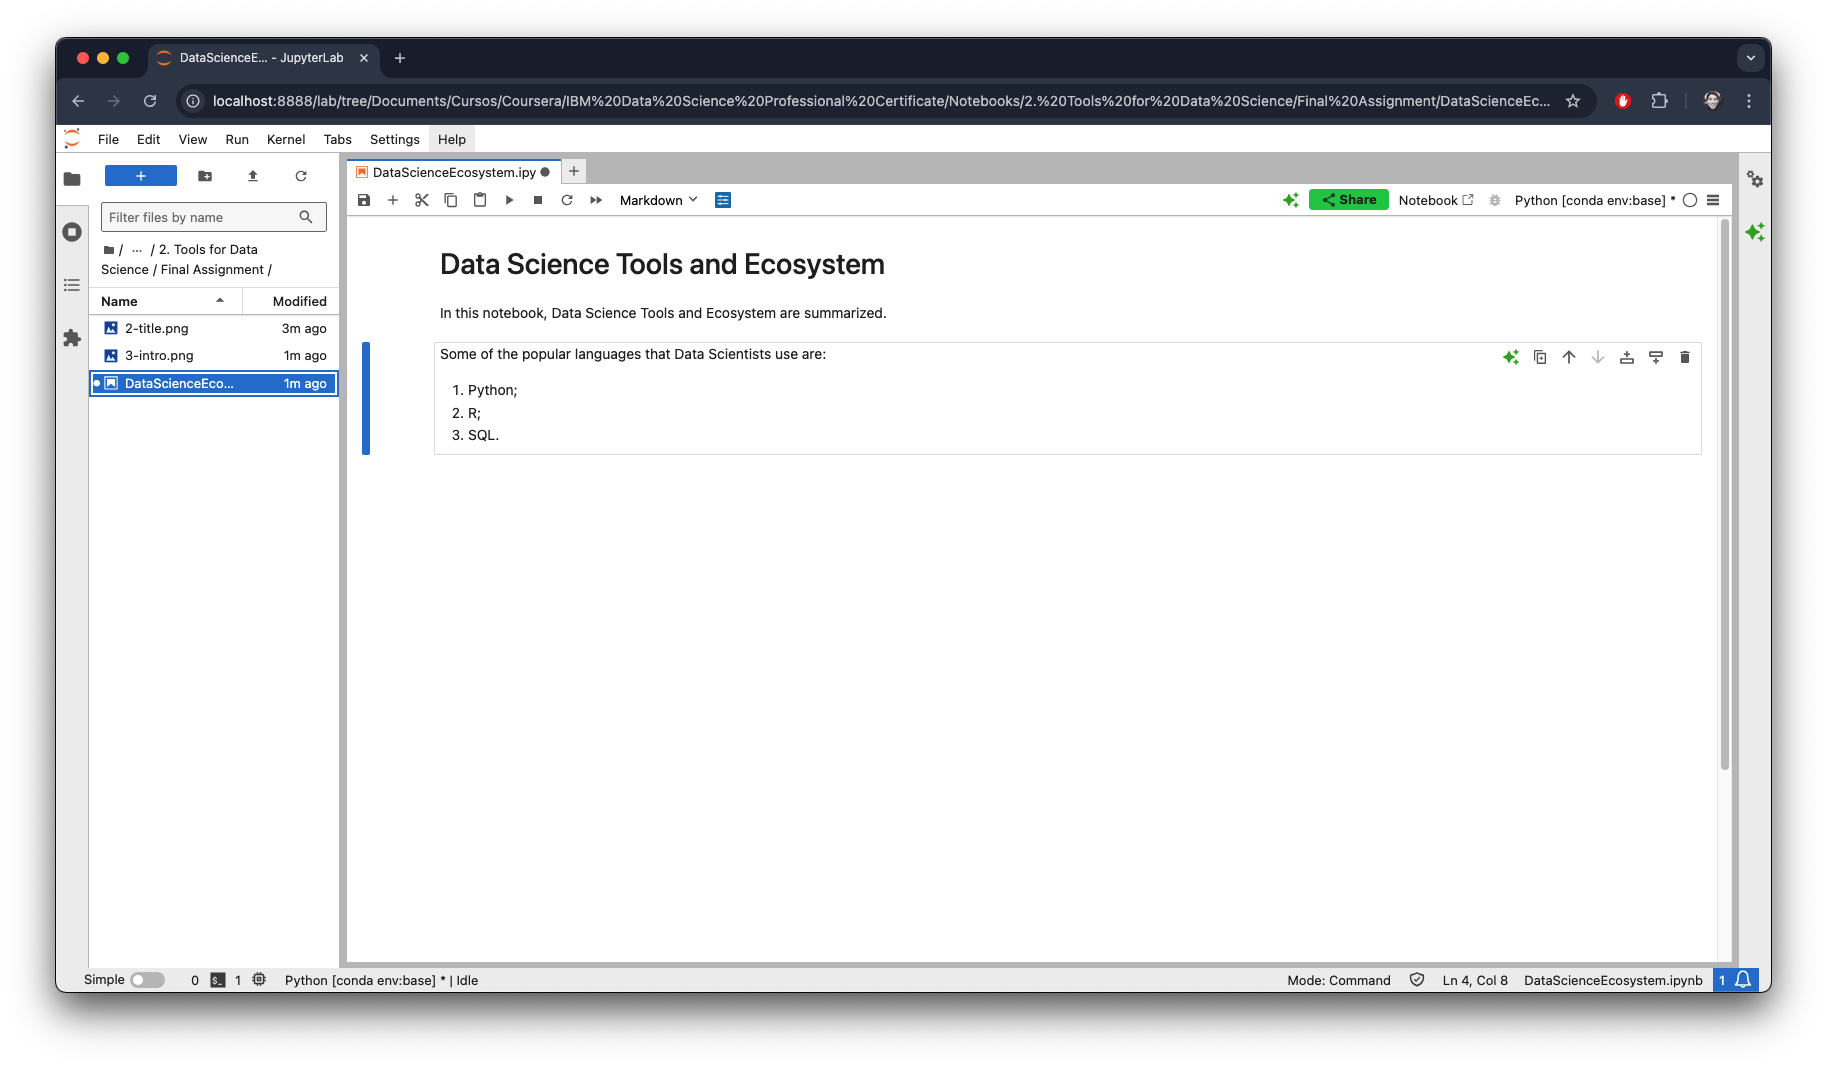 DataScienceE... - JupyterLab
localhost:8888/lab/tree/Documents/Cursos/Coursera/IBM%20Data%20Science%20Professional%20Certificate/Notebooks/2.%20Tools%20for%20Data%20Science/Final%20Assignment/DataScienceEc...
File Edit View Run Kernel Tabs Settings Help
Filter files by name
/ ... / 2. Tools for Data
Science / Final Assignment /
Name Modified
2-title.png 3m ago
3-intro.png 1m ago
DataScienceEco... 1m ago
DataScienceEcosystem.ipy
Markdown
Share Notebook Python [conda env:base] *
Data Science Tools and Ecosystem
In this notebook, Data Science Tools and Ecosystem are summarized.
Some of the popular languages that Data Scientists use are:
1. Python;
2. R;
3. SQL.
Simple 0 1 Python [conda env:base] * | Idle
Mode: Command Ln 4, Col 8 DataScienceEcosystem.ipynb 1